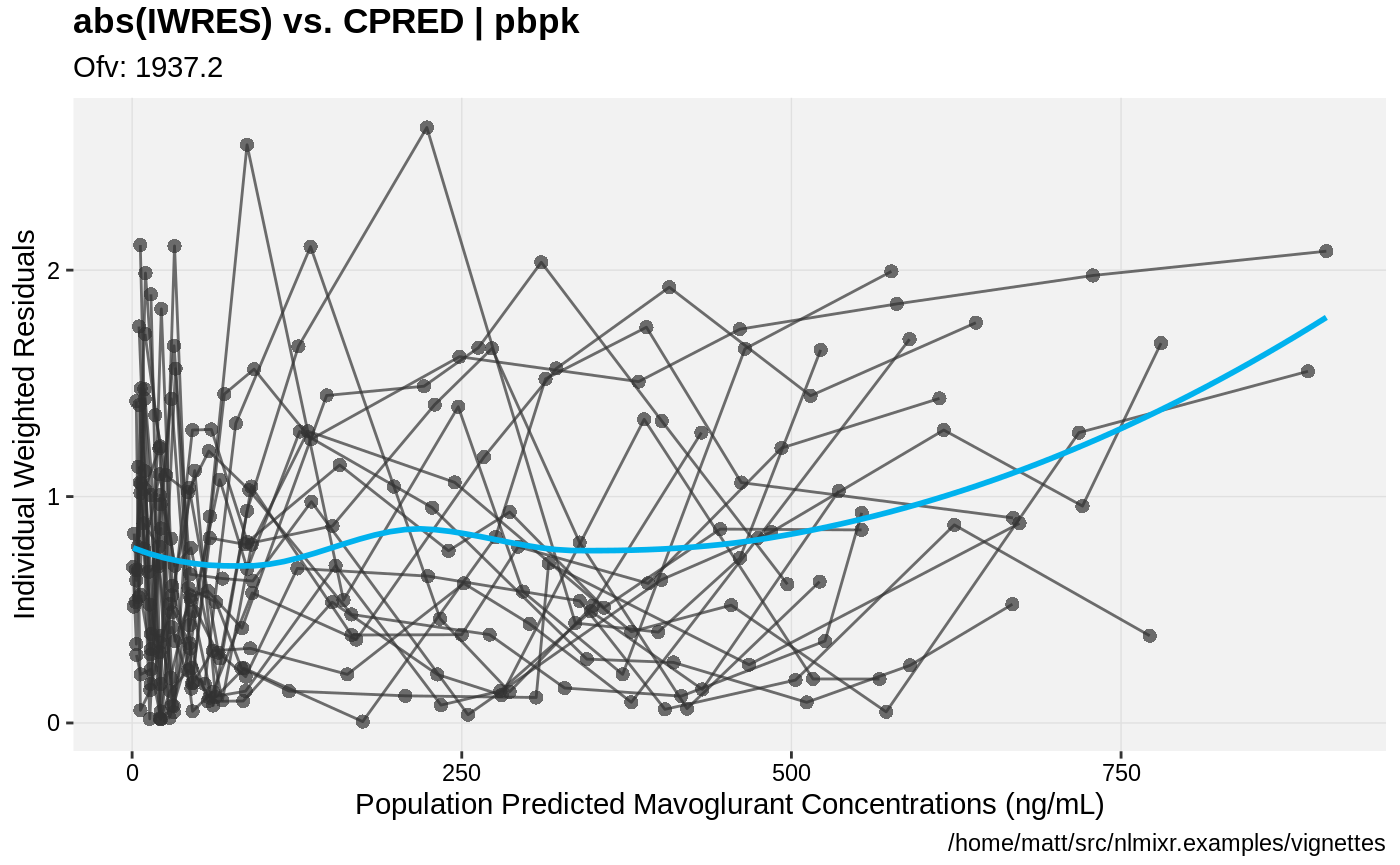 abs(IWRES) vs. CPRED | pbpk
Ofv: 1937.2
Individual Weighted Residuals
2
1
0
0 250 500 750
Population Predicted Mavoglurant Concentrations (ng/mL)
/home/matt/src/nlmixr.examples/vignettes